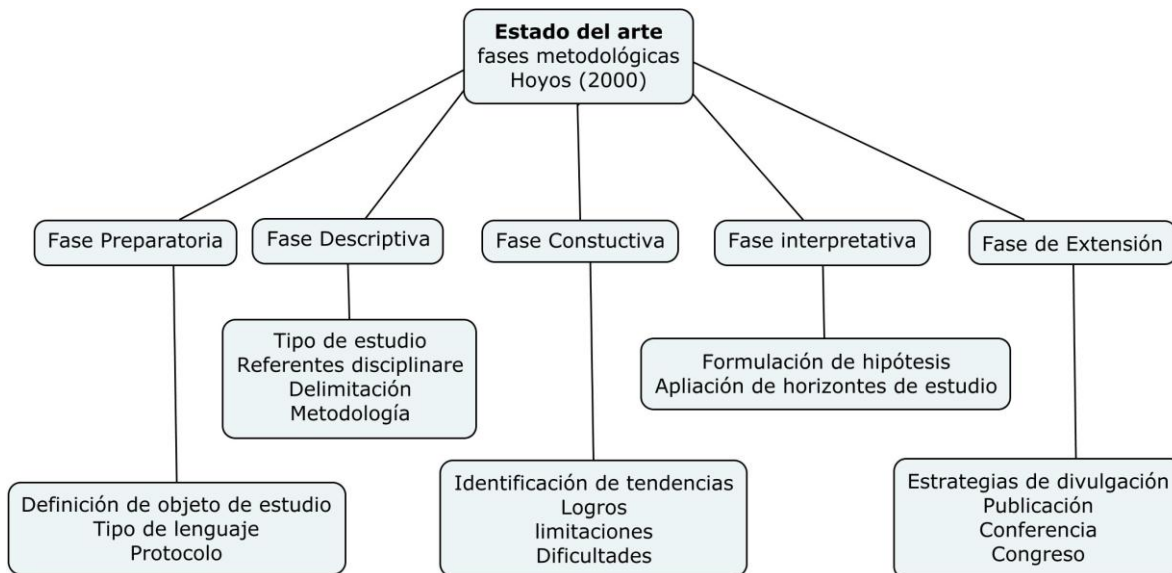 Estado del arte
fases metodológicas
Hoyos (2000)
Fase Preparatoria
Fase Descriptiva
Fase Constuctiva
Fase interpretativa
Fase de Extensión
Tipo de estudio
Referentes disciplinare
Delimitación
Metodología
Formulación de hipótesis
Apliación de horizontes de estudio
Definición de objeto de estudio
Tipo de lenguaje
Protocolo
Identificación de tendencias
Logros
limitaciones
Dificultades
Estrategias de divulgación
Publicación
Conferencia
Congreso